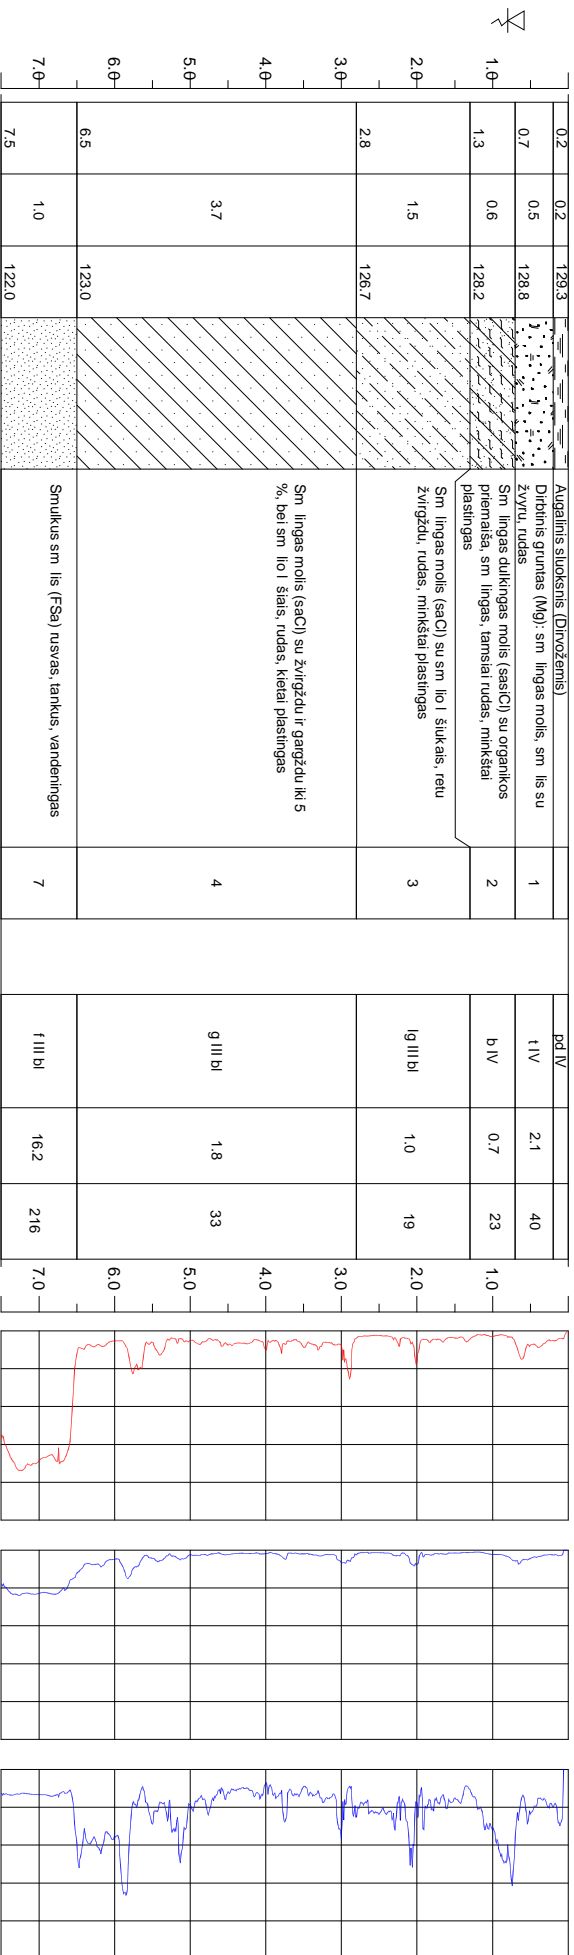 1.0
2.0
3.0
4.0
5.0
6.0
7.0
0.2 0.2 129.3 Augalinis sluoksnis (Dirvožemis) pd IV
0.7 0.5 128.8 Dirbtinis gruntas (Mg): sm lingas molis, sm lis su
žvyru, rudas
1 t IV 2.1 40
1.3 0.6 128.2 Sm lingas dulkingas molis (sasiCl) su organikos
priemaiša, sm lingas, tamsiai rudas, minkštai
plastingas
2 b IV 0.7 23
2.8 1.5 126.7 Sm lingas molis (saCl) su sm lio l šiukais, retu
žvirgždu, rudas, minkštai plastingas
3 lg III bl 1.0 19
6.5 3.7 123.0 Sm lingas molis (saCl) su žvirgždu ir gargždu iki 5
%, bei sm lio l šiais, rudas, kietai plastingas
4 g III bl 1.8 33
7.5 1.0 122.0 Smulkus sm lis (FSa) rusvas, tankus, vandeningas
7 f III bl 16.2 216
1.0
2.0
3.0
4.0
5.0
6.0
7.0